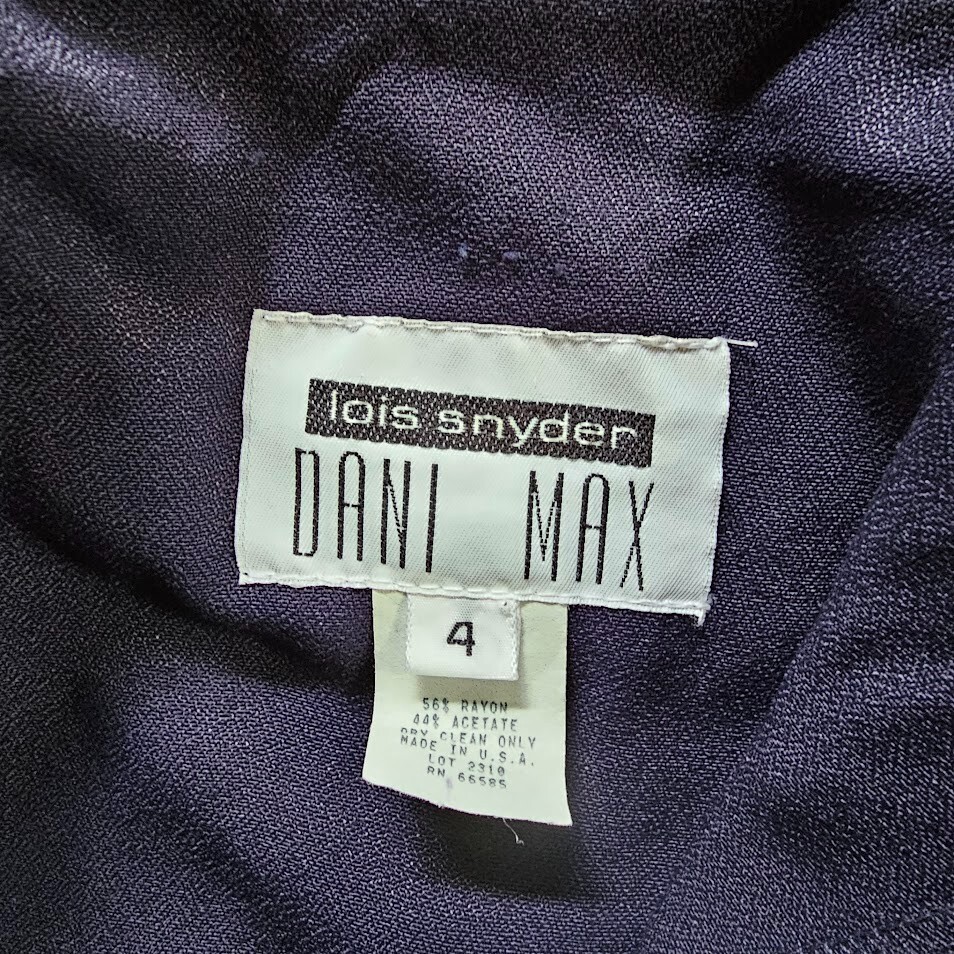 lois snyder
DANI MAX
4
56% RAYON
44% ACETATE
DRY CLEAN ONLY
MADE IN U.S.A.
LOT 2310
RN 66585